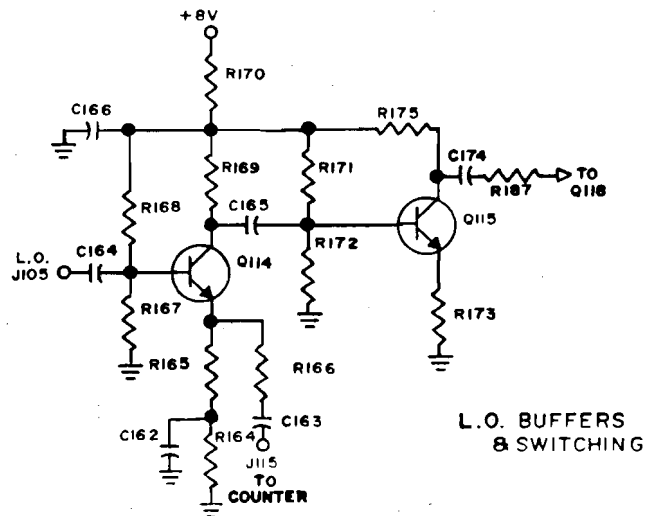 +8V
R170
C166
R175
R169
R171
C174
TO
Q118
R187
R168
C165
Q115
C164
R172
L.O.
J105
Q114
R167
R173
R165
R166
C162
R164
C163
J115
TO
COUNTER
L.O. BUFFERS
& SWITCHING